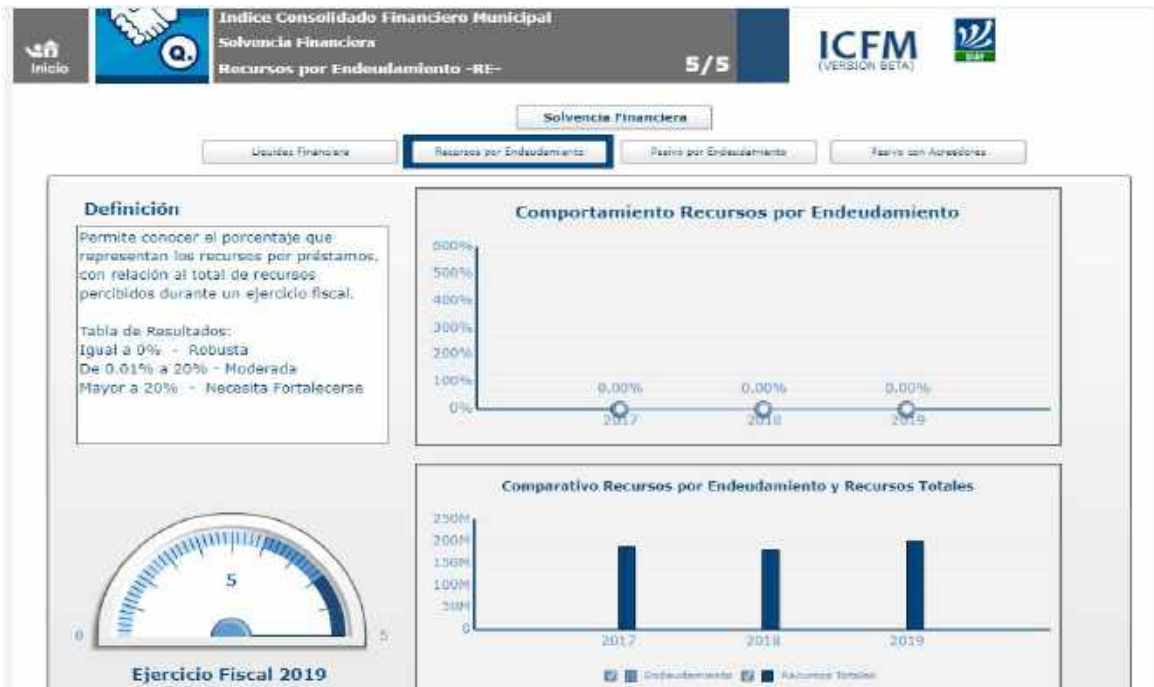 Indice Consolidado Financiero Municipal
Solvencia Financiera
Recursos por Endeudamiento -RE-
5/5
Inicio
Q.
ICFM
(VERSION BETA)
Solvencia Financiera
Liquidez Financiera
Recursos por Endeudamiento
Pasivo por Endeudamiento
Pasivo con Acreedores
Definición
Permite conocer el porcentaje que
representan los recursos por préstamos,
con relación al total de recursos
percibidos durante un ejercicio fiscal.
Tabla de Resultados:
Igual a 0% - Robusta
De 0.01% a 20% - Moderada
Mayor a 20% - Necesita Fortalecerse
Comportamiento Recursos por Endeudamiento
600%
500%
400%
300%
200%
100%
0%
0.00%
0.00%
0.00%
2017
2018
2019
Comparativo Recursos por Endeudamiento y Recursos Totales
250M
200M
150M
100M
50M
0
2017
2018
2019
Endeudamiento
Recursos Totales
5
0
5
Ejercicio Fiscal 2019